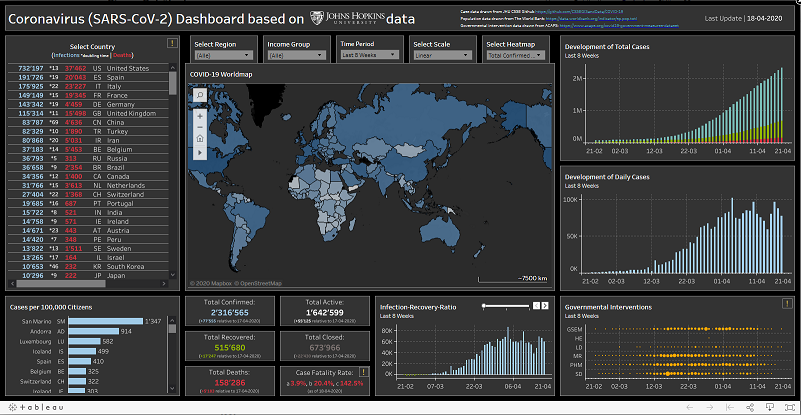 Coronavirus (SARS-CoV-2) Dashboard based on JOHNS HOPKINS UNIVERSITY data
Case data drawn from JHU CSSE Github:
Population data drawn from The World Bank:
Governmental intervention data drawn from ACAPS:
Last Update | 18-04-2020
Select Country
(Infections *doubling time | Deaths)
732'197 *13 37'462 US United States
191'726 *19 20'043 ES Spain
175'925 *22 23'227 IT Italy
149'149 *15 19'345 FR France
143'342 *19 4'459 DE Germany
115'314 *11 15'498 GB United Kingdom
83'787 *69 4'636 CN China
82'329 *10 1'890 TR Turkey
80'868 *20 5'031 IR Iran
37'183 *14 5'453 BE Belgium
36'793 *5 313 RU Russia
36'658 *9 2'354 BR Brazil
34'356 *12 1'400 CA Canada
31'766 *15 3'613 NL Netherlands
27'404 *22 1'368 CH Switzerland
19'685 *16 687 PT Portugal
15'722 *8 521 IN India
14'758 *9 571 IE Ireland
14'671 *23 443 AT Austria
14'420 *7 348 PE Peru
13'822 *13 1'511 SE Sweden
13'265 *17 164 IL Israel
10'653 *46 232 KR South Korea
10'296 *9 222 JP Japan
Select Region
(Alle)
Income Group
(Alle)
Time Period
Last 8 Weeks
Select Scale
Linear
Select Heatmap
Total Confirmed ...
COVID-19 Worldmap
© 2020 Mapbox © OpenStreetMap
~7500 km
Development of Total Cases
Last 8 Weeks
2M
1M
0M
21-02 02-03 12-03 22-03 01-04 11-04 21-04
Development of Daily Cases
Last 8 Weeks
100K
50K
0K
21-02 02-03 12-03 22-03 01-04 11-04 21-04
Cases per 100,000 Citizens
San Marino SM 1'347
Andorra AD 914
Luxembourg LU 582
Iceland IS 499
Spain ES 410
Belgium BE 325
Switzerland CH 322
Ireland IE 303
Total Confirmed:
2'316'565
relative to 17-04-2020)
Total Active:
1'642'599
relative to 17-04-2020)
Total Recovered:
515'680
relative to 17-04-2020)
Total Closed:
673'966
relative to 17-04-2020)
Total Deaths:
158'286
relative to 17-04-2020)
Case Fatality Rate:
a 3.9%, b 20.4%, c 142.5%
(as of 18-04-2020)
Infection-Recovery-Ratio
Last 8 Weeks
80K
60K
40K
20K
0K
21-02 07-03 22-03 06-04 21-04
Governmental Interventions
Last 8 Weeks
GSEM
HE
LD
MR
PHM
SD
21-02 02-03 12-03 22-03 01-04 11-04 21-04
+ableau